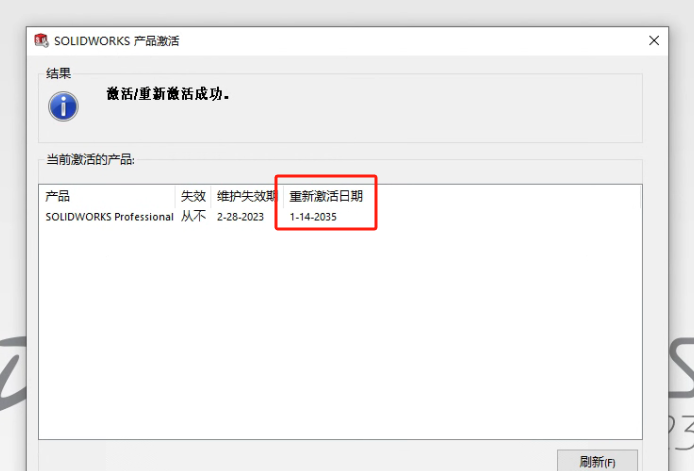 SOLIDWORKS 产品激活
结果
激活/重新激活成功。
当前激活的产品:
产品 失效 维护失效期 重新激活日期
SOLIDWORKS Professional 从不 2-28-2023 1-14-2035
刷新(F)